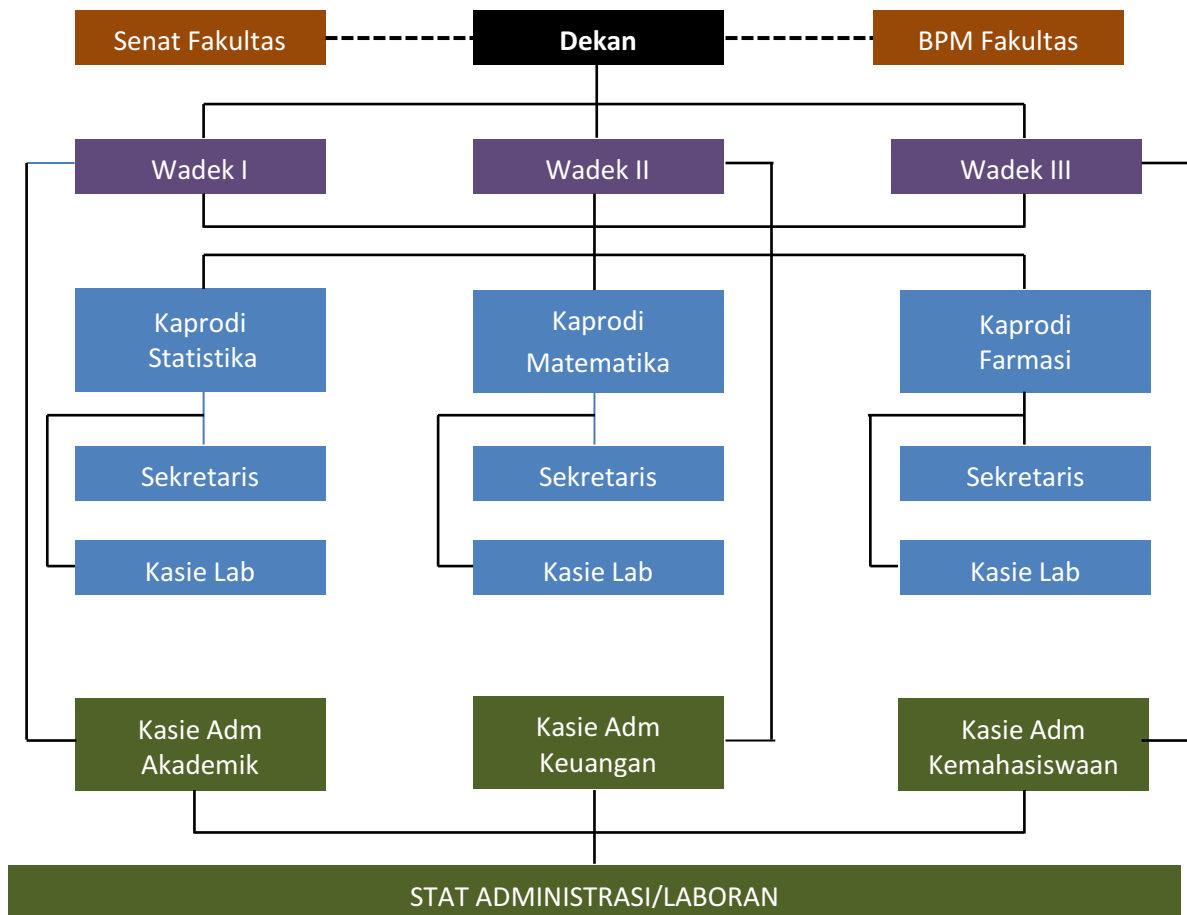 Senat Fakultas
Dekan
BPM Fakultas
Wadek I
Wadek II
Wadek III
Kaprodi
Statistika
Kaprodi
Matematika
Kaprodi
Farmasi
Sekretaris
Sekretaris
Sekretaris
Kasie Lab
Kasie Lab
Kasie Lab
Kasie Adm
Akademik
Kasie Adm
Keuangan
Kasie Adm
Kemahasiswaan
STAT ADMINISTRASI/LABORAN